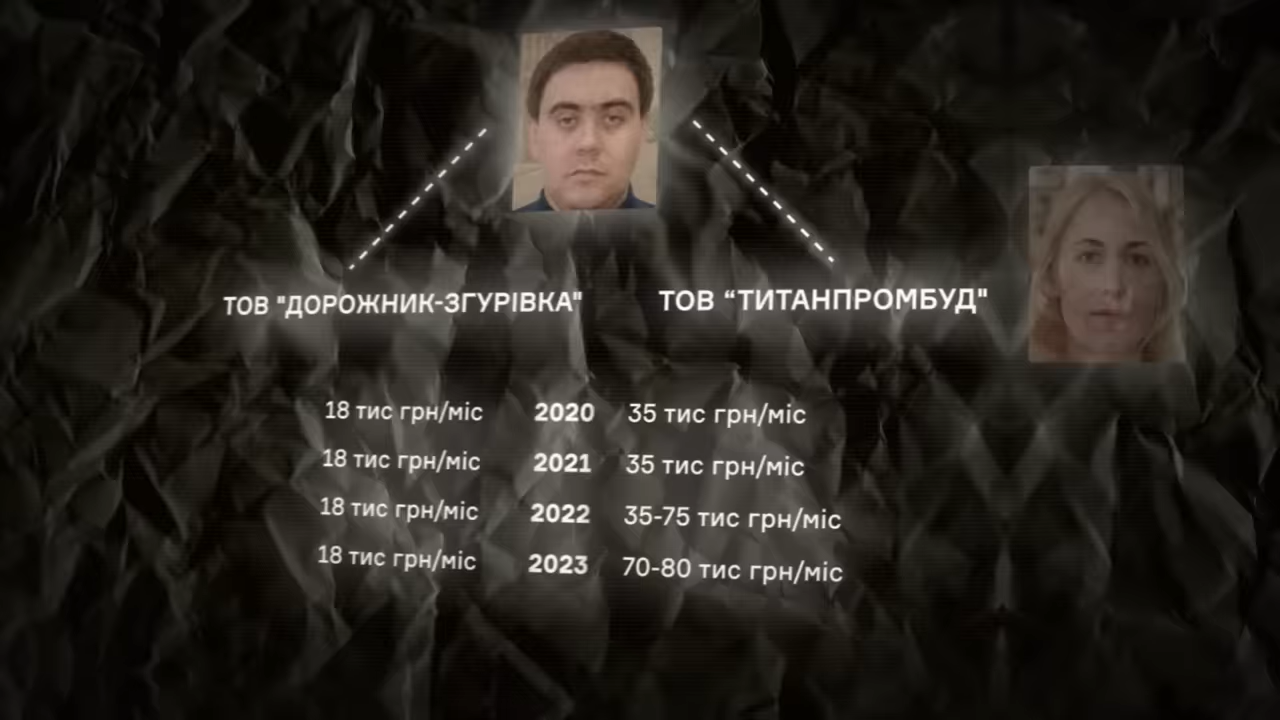 ТОВ "ДОРОЖНИК-ЗГУРІВКА" ТОВ “ТИТАНПРОМБУД"
18 тис грн/міс 2020 35 тис грн/міс
18 тис грн/міс 2021 35 тис грн/міс
18 тис грн/міс 2022 35-75 тис грн/міс
18 тис грн/міс 2023 70-80 тис грн/міс